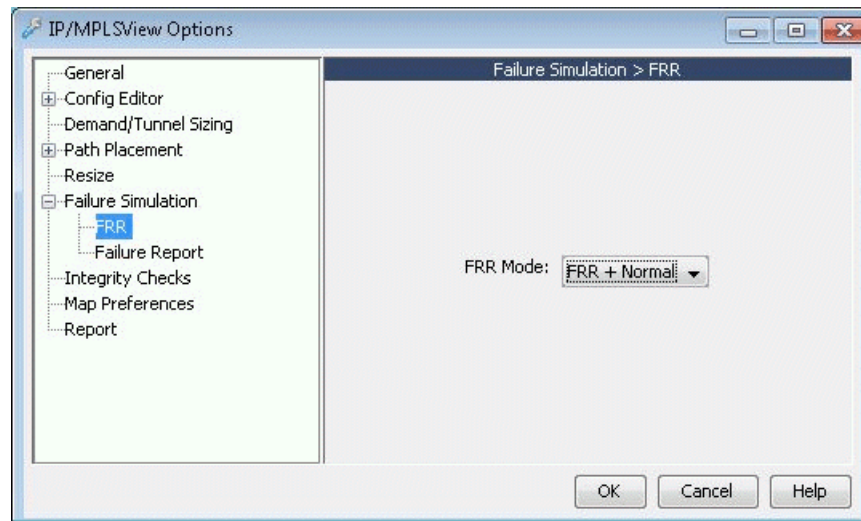 IP/MPLSView Options
General
Config Editor
Demand/Tunnel Sizing
Path Placement
Resize
Failure Simulation
FRR
Failure Report
Integrity Checks
Map Preferences
Report
Failure Simulation > FRR
FRR Mode: FRR + Normal
OK Cancel Help